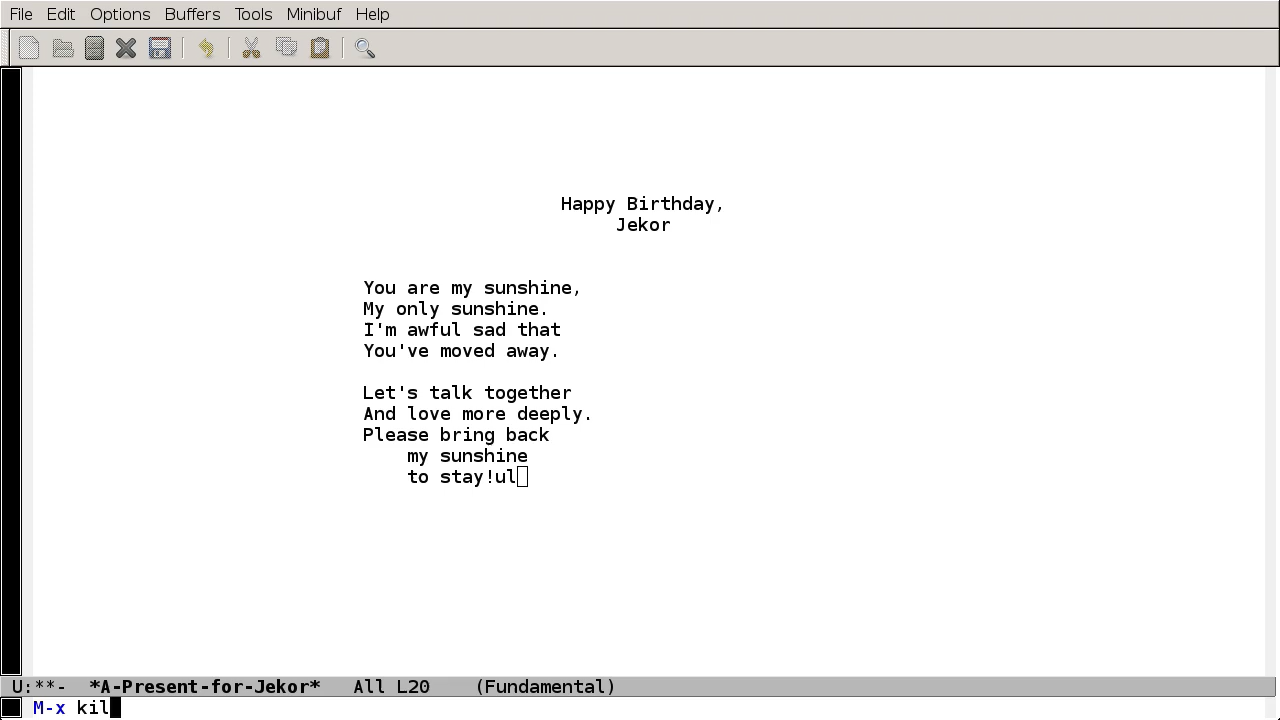 File Edit Options Buffers Tools Minibuf Help
Happy Birthday,
Jekor
You are my sunshine,
My only sunshine.
I'm awful sad that
You've moved away.
Let's talk together
And love more deeply.
Please bring back
my sunshine
to stay!ul
U:**-  *A-Present-for-Jekor*   All L20    (Fundamental)
M-x kil